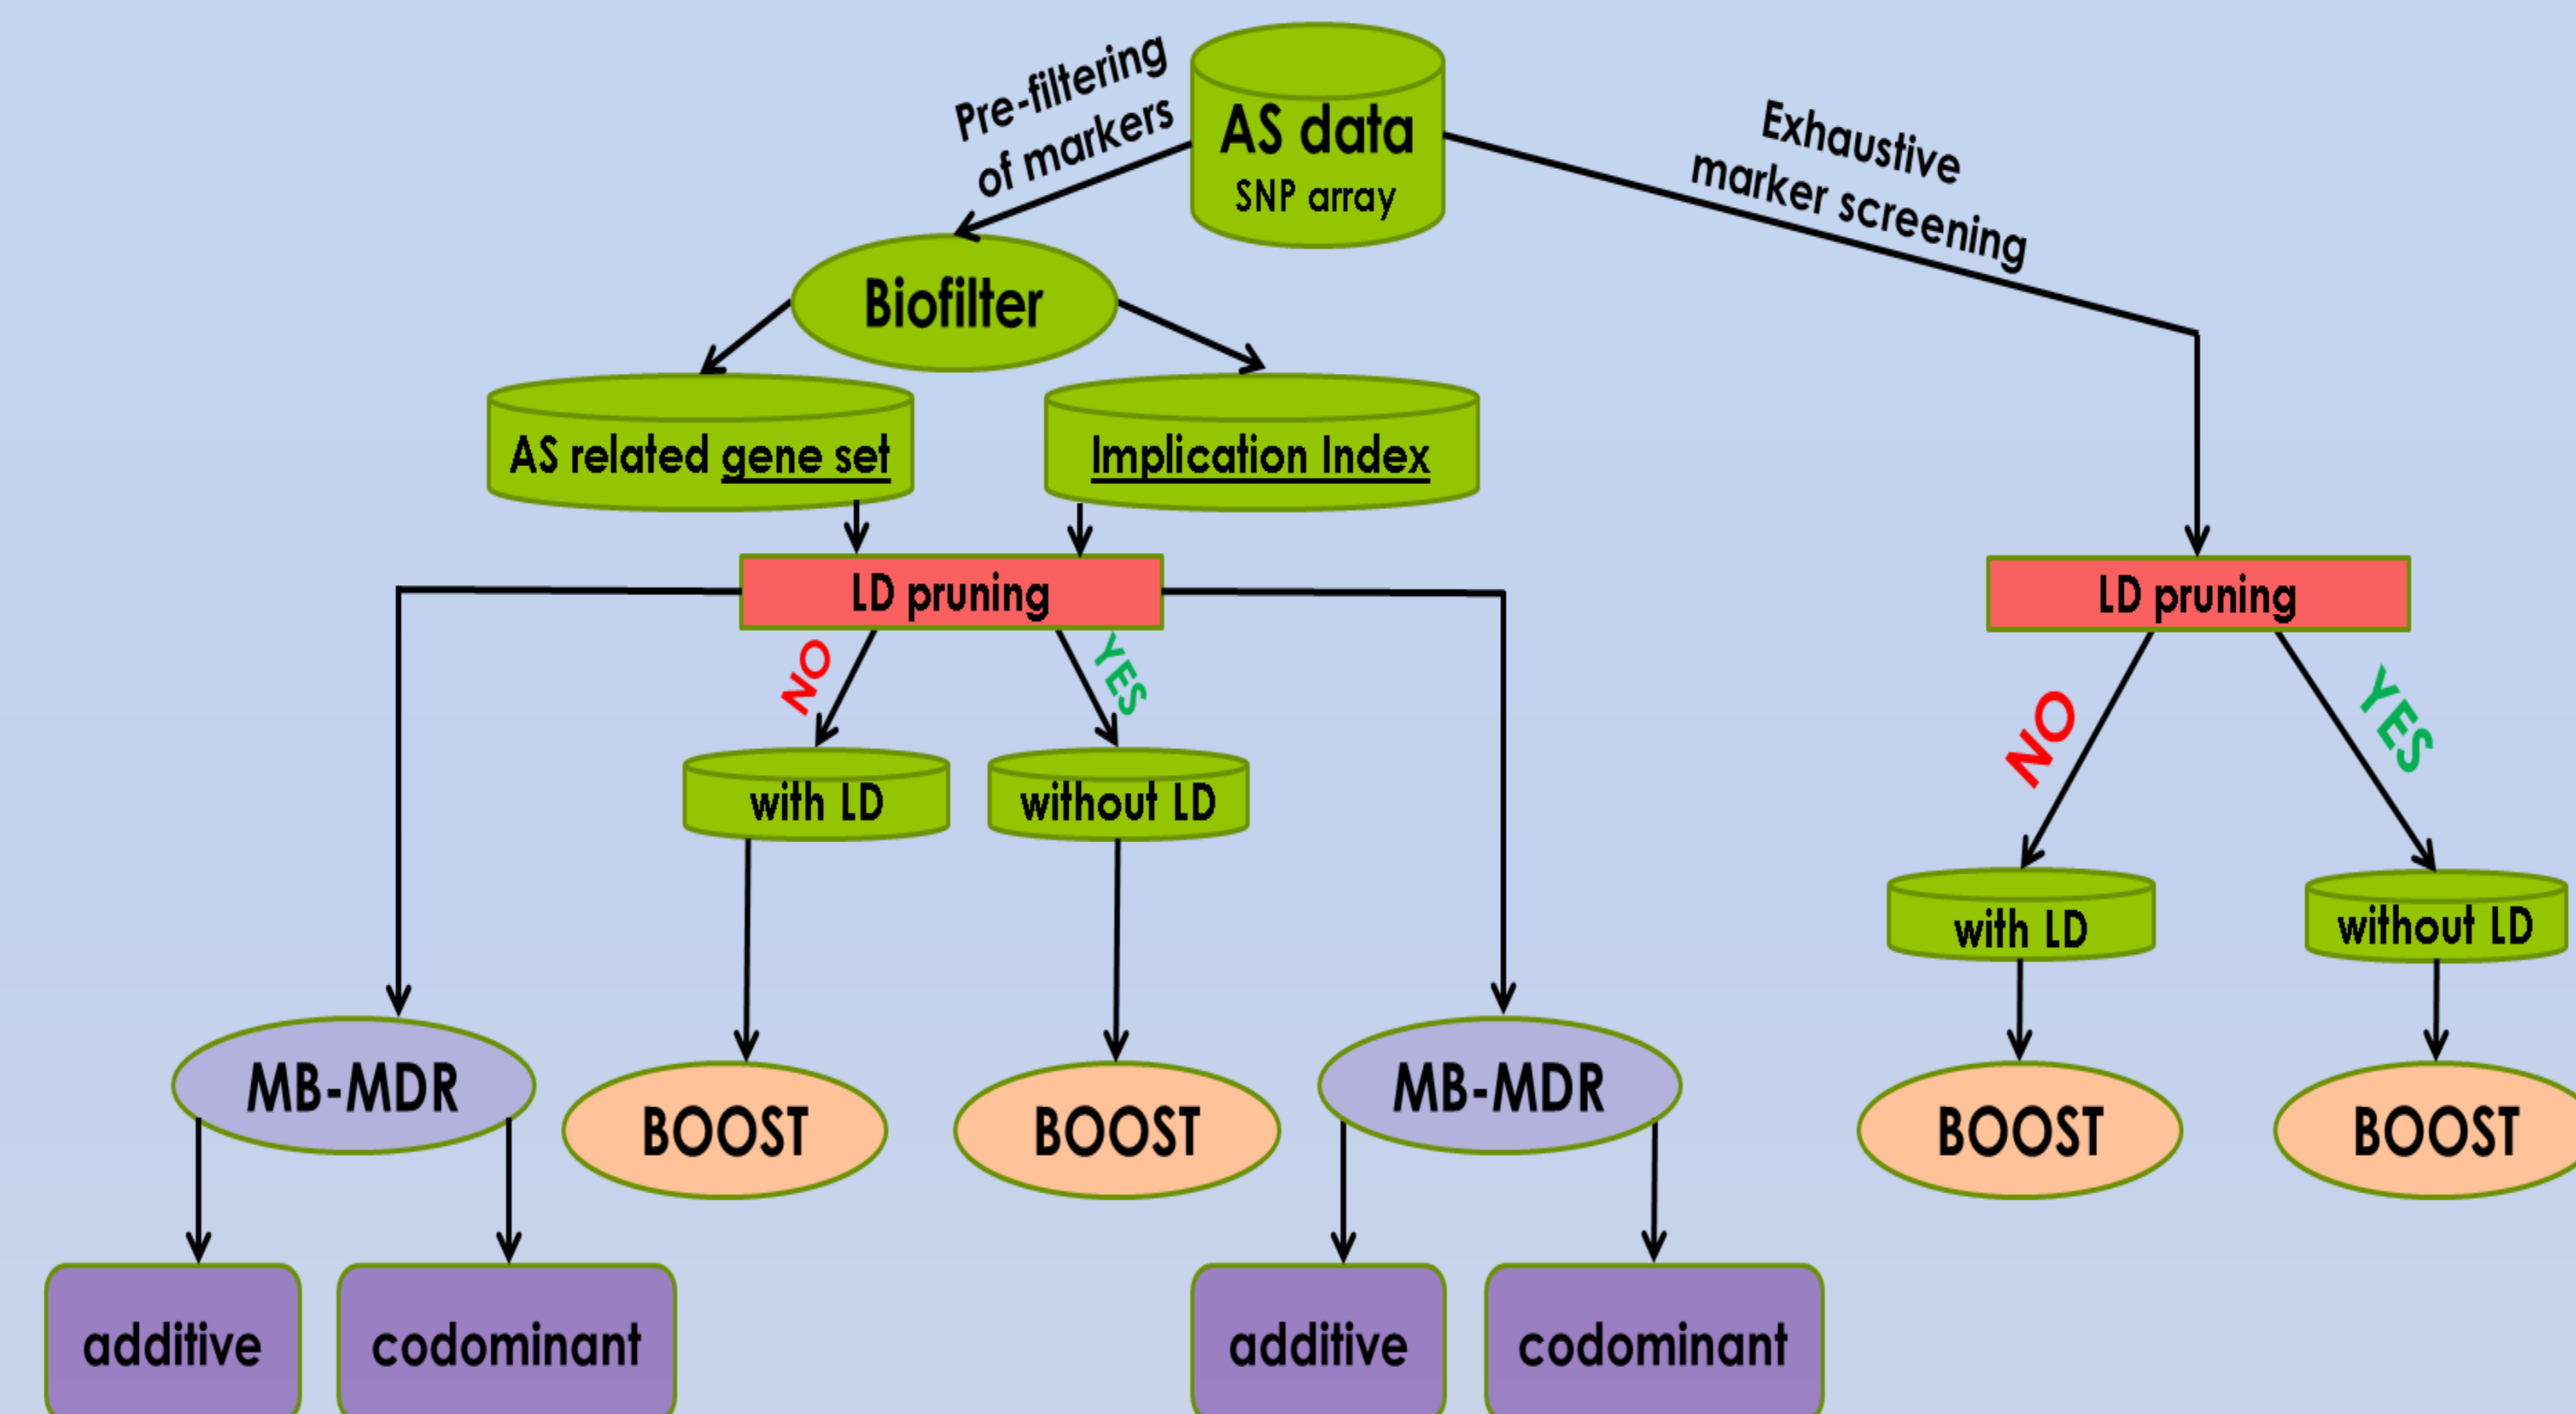 Pre-filtering
of markers
AS data
SNP array
Exhaustive
marker screening
Biofilter
AS related gene set
Implication Index
LD pruning
LD pruning
NO
YES
NO
YES
with LD
without LD
with LD
without LD
MB-MDR
BOOST
BOOST
MB-MDR
BOOST
BOOST
additive
codominant
additive
codominant